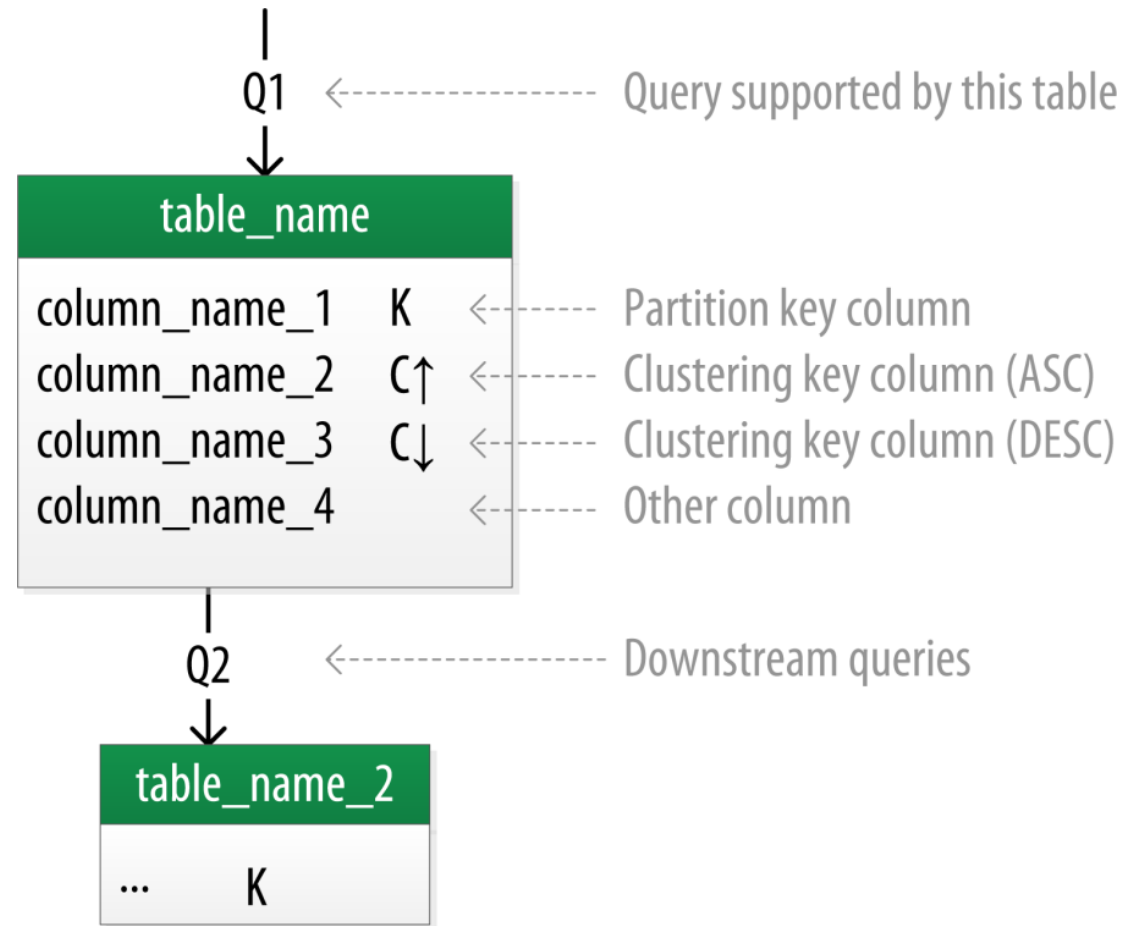 Q1 Query supported by this table
table_name
column_name_1 K Partition key column
column_name_2 C↑ Clustering key column (ASC)
column_name_3 C↓ Clustering key column (DESC)
column_name_4 Other column
Q2 Downstream queries
table_name_2
... K